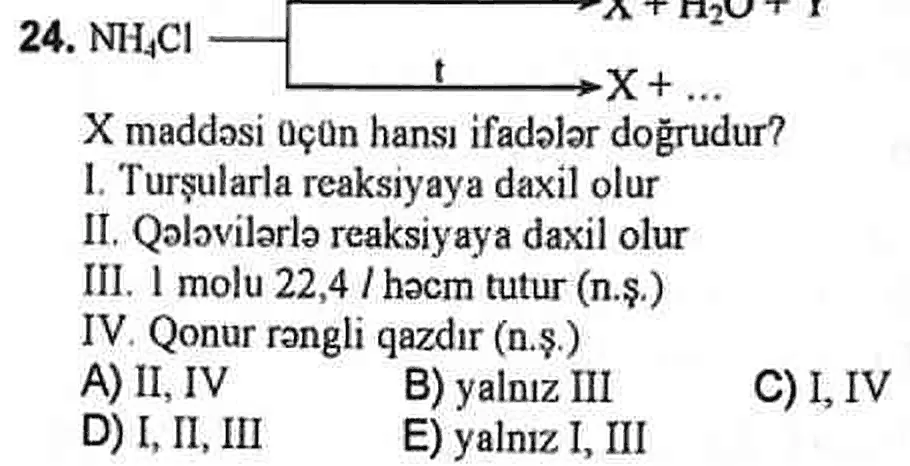 X + H₂O + Y
24. NH₄Cl
t
X + ...
X maddəsi üçün hansı ifadələr doğrudur?
I. Turşularla reaksiyaya daxil olur
II. Qələvilərlə reaksiyaya daxil olur
III. 1 molu 22,4 l həcm tutur (n.ş.)
IV. Qonur rəngli qazdır (n.ş.)
A) II, IV B) yalnız III C) I, IV
D) I, II, III E) yalnız I, III